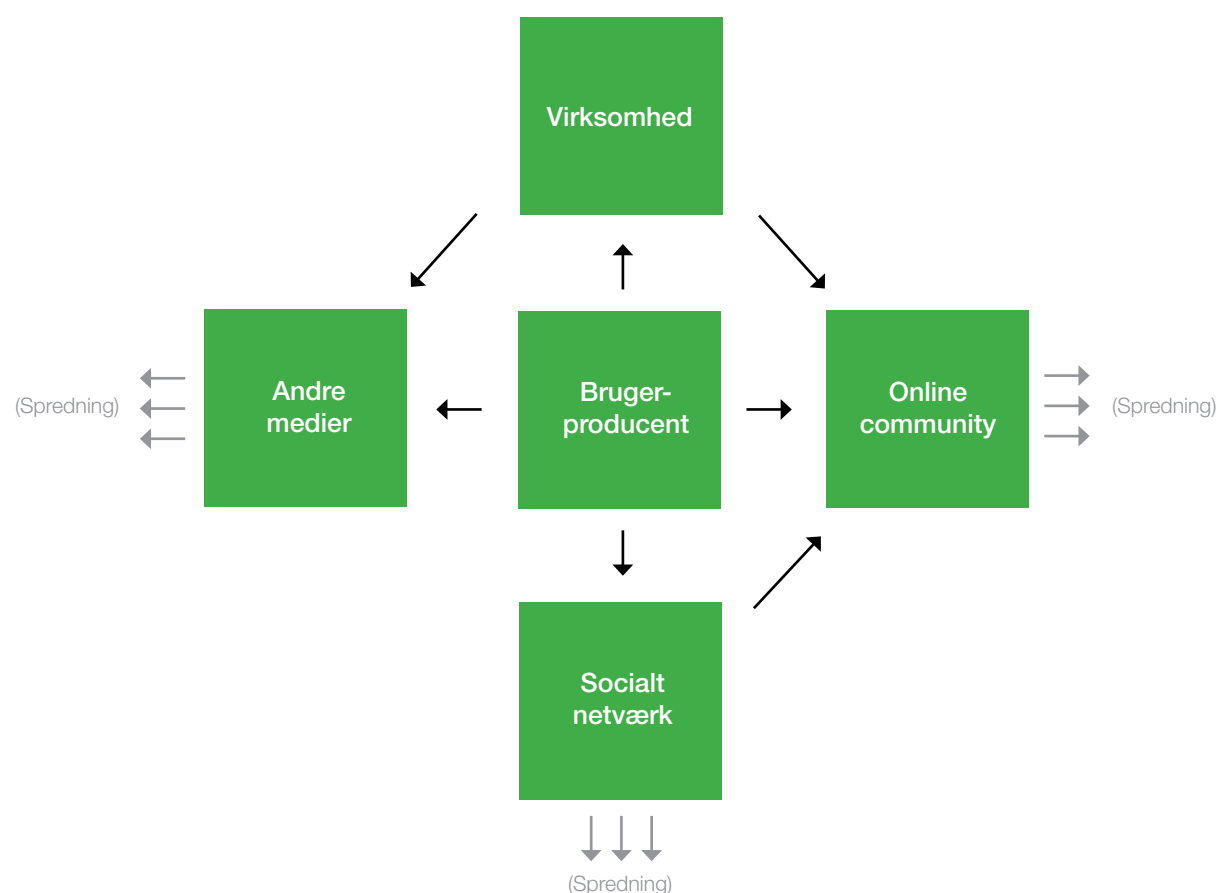 Virksomhed
Andre
medier
Bruger-
producent
Online
community
(Spredning)
(Spredning)
Socialt
netværk
(Spredning)